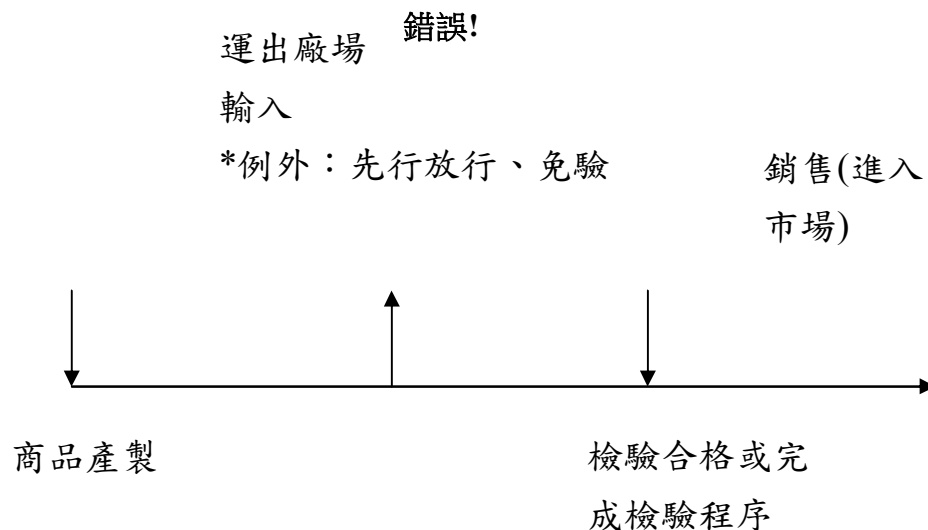 錯誤!
運出廠場
輸入
*例外：先行放行、免驗
銷售(進入
市場)
商品產製
檢驗合格或完
成檢驗程序